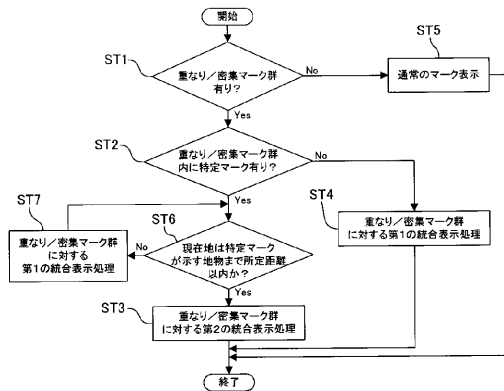 開始
ST1
重なり／密集マーク群
有り？
No
ST5
通常のマーク表示
Yes
ST2
重なり／密集マーク群
内に特定マーク有り？
No
Yes
ST4
重なり／密集マーク群
に対する第1の統合表示処理
ST7
重なり／密集マーク群
に対する
第1の統合表示処理
ST6
現在地は特定マーク
が示す地物まで所定距離
以内か？
No
Yes
ST3
重なり／密集マーク群
に対する第2の統合表示処理
終了